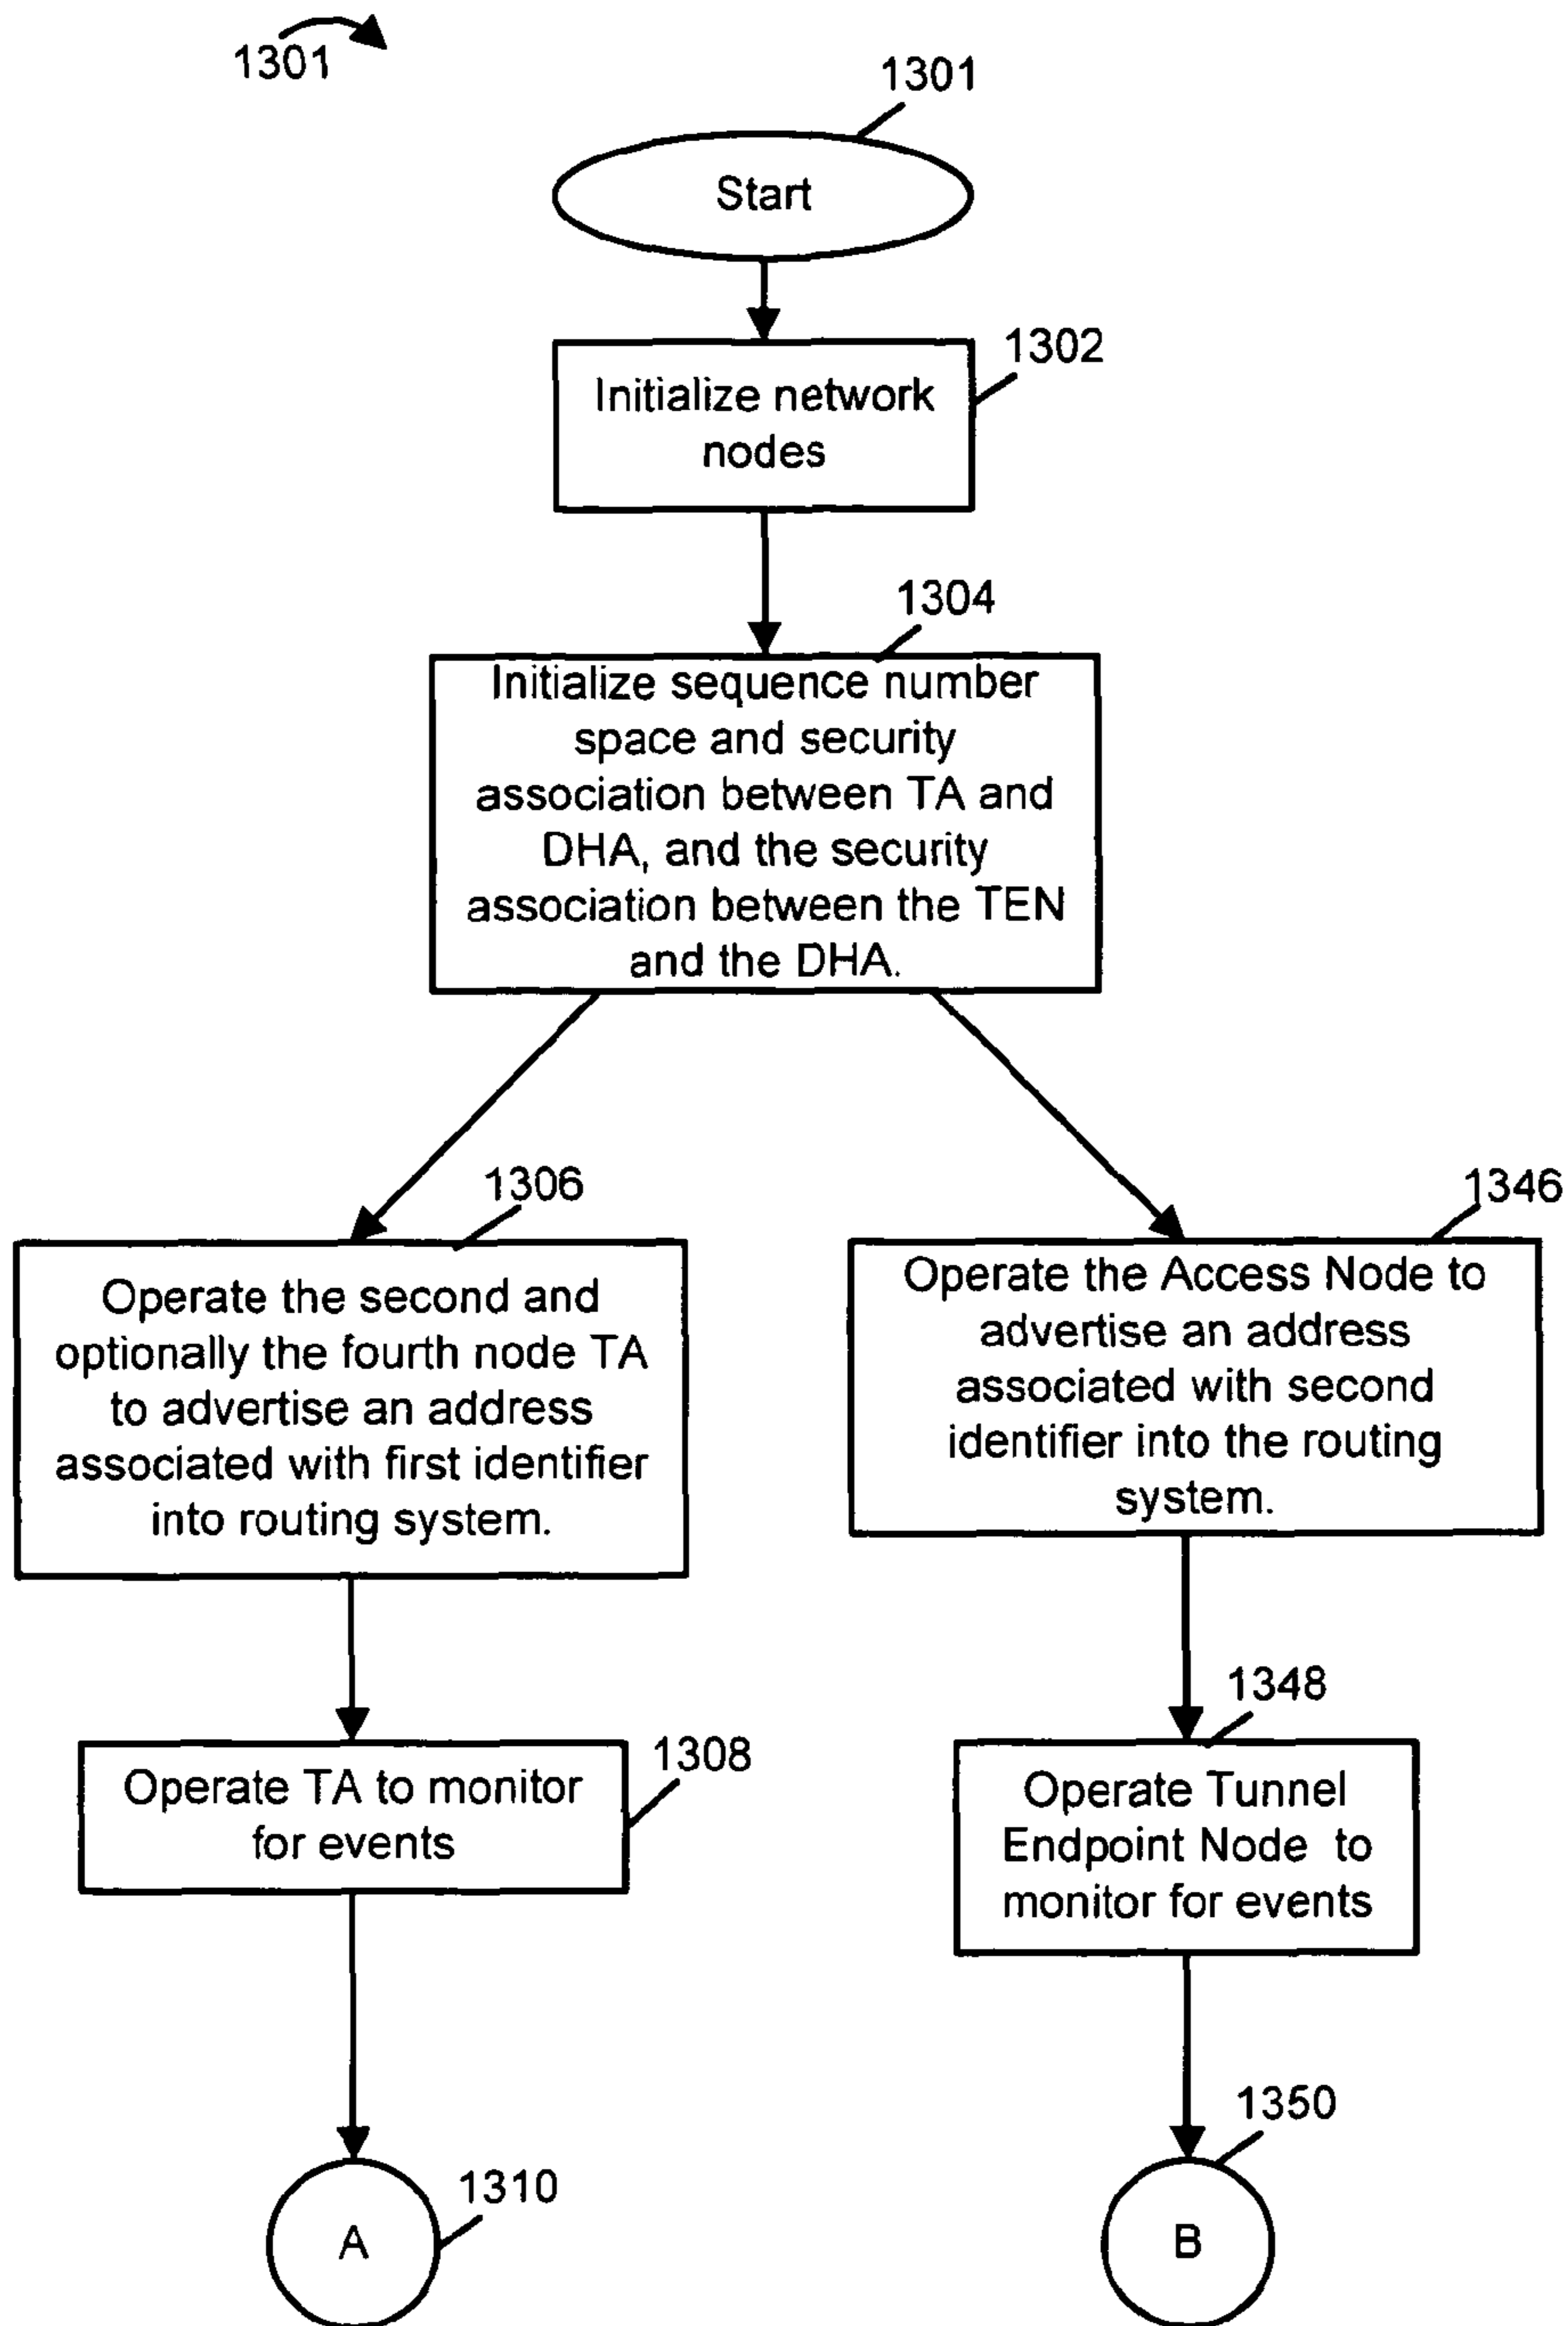 1301
1301
Start
1302
Initialize network
nodes
1304
Initialize sequence number
space and security
association between TA and
DHA, and the security
association between the TEN
and the DHA.
1306
Operate the second and
optionally the fourth node TA
to advertise an address
associated with first identifier
into routing system.
1346
Operate the Access Node to
advertise an address
associated with second
identifier into the routing
system.
1308
Operate TA to monitor
for events
1348
Operate Tunnel
Endpoint Node to
monitor for events
1310
A
1350
B